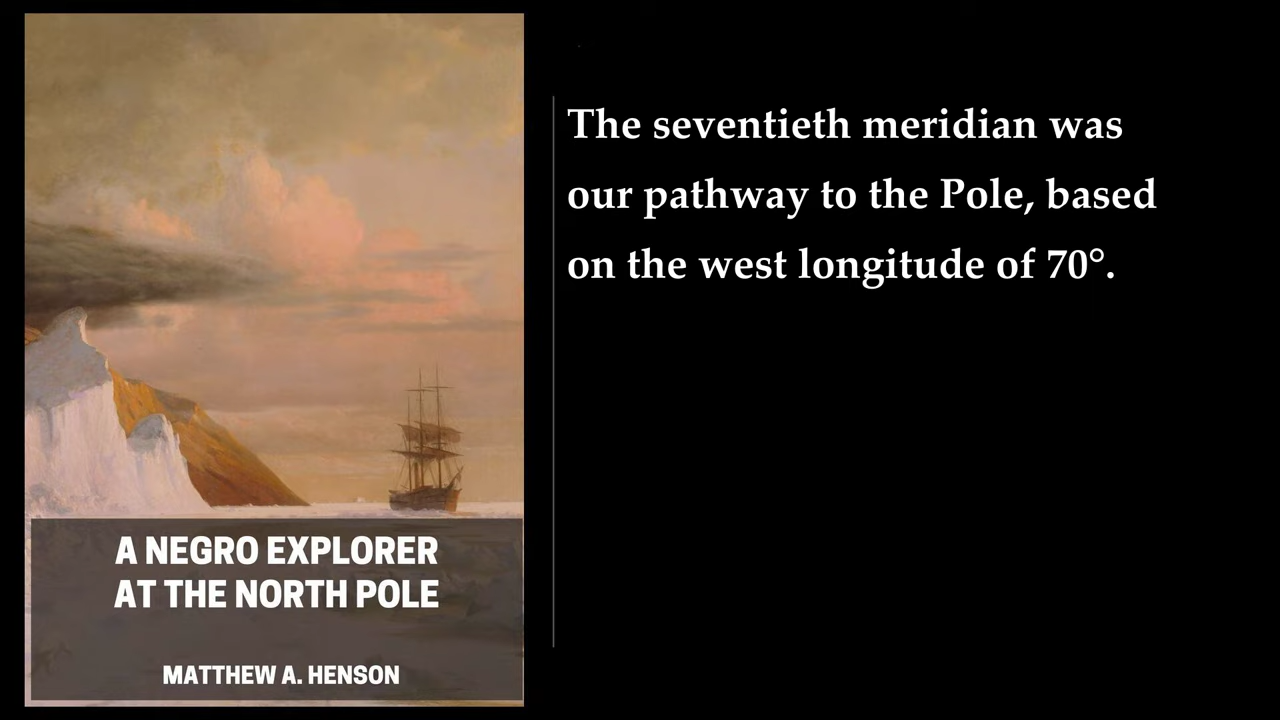 The seventieth meridian was
our pathway to the Pole, based
on the west longitude of 70°.
A NEGRO EXPLORER
AT THE NORTH POLE
MATTHEW A. HENSON